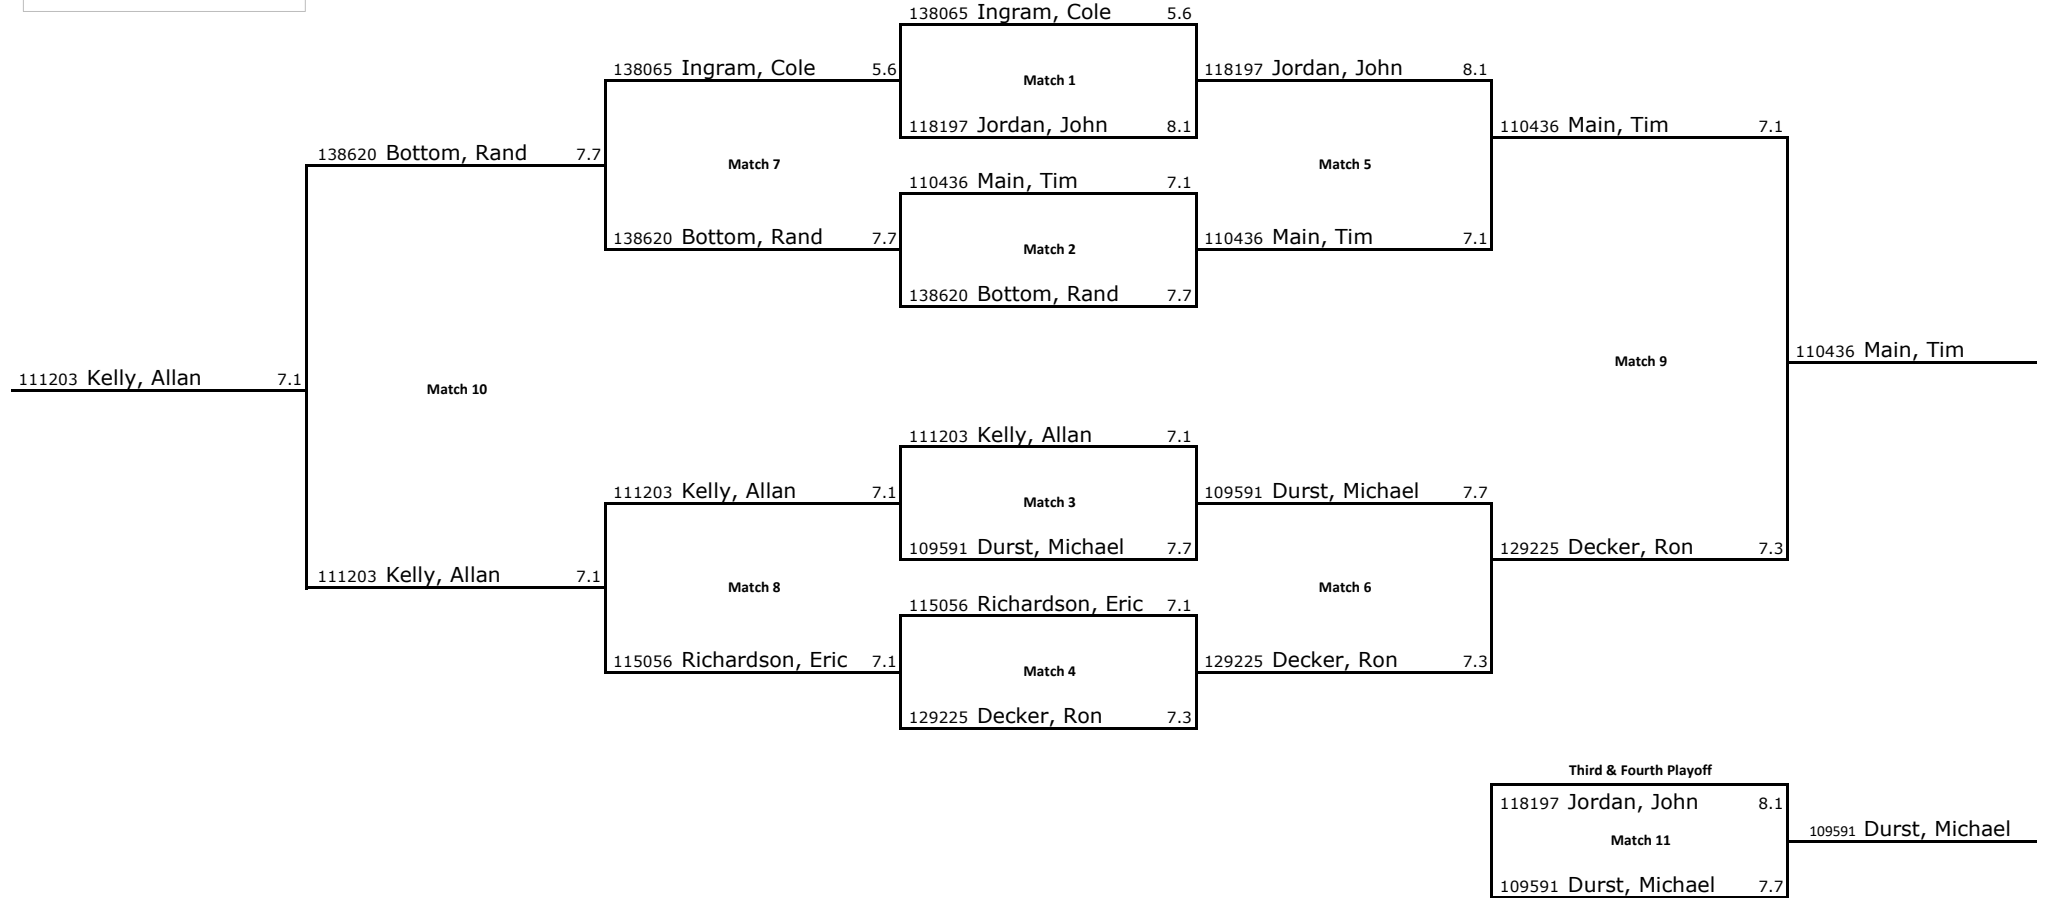 138065 Ingram, Cole 5.6
138065 Ingram, Cole 5.6
Match 1
118197 Jordan, John 8.1
118197 Jordan, John 8.1
110436 Main, Tim 7.1
138620 Bottom, Rand 7.7
Match 7
Match 5
110436 Main, Tim 7.1
138620 Bottom, Rand 7.7
Match 2
110436 Main, Tim 7.1
138620 Bottom, Rand 7.7
Match 9
110436 Main, Tim
111203 Kelly, Allan 7.1
Match 10
111203 Kelly, Allan 7.1
111203 Kelly, Allan 7.1
Match 3
109591 Durst, Michael 7.7
109591 Durst, Michael 7.7
129225 Decker, Ron 7.3
111203 Kelly, Allan 7.1
Match 8
Match 6
115056 Richardson, Eric 7.1
115056 Richardson, Eric 7.1
Match 4
129225 Decker, Ron 7.3
129225 Decker, Ron 7.3
Third & Fourth Playoff
118197 Jordan, John 8.1
Match 11
109591 Durst, Michael
109591 Durst, Michael 7.7